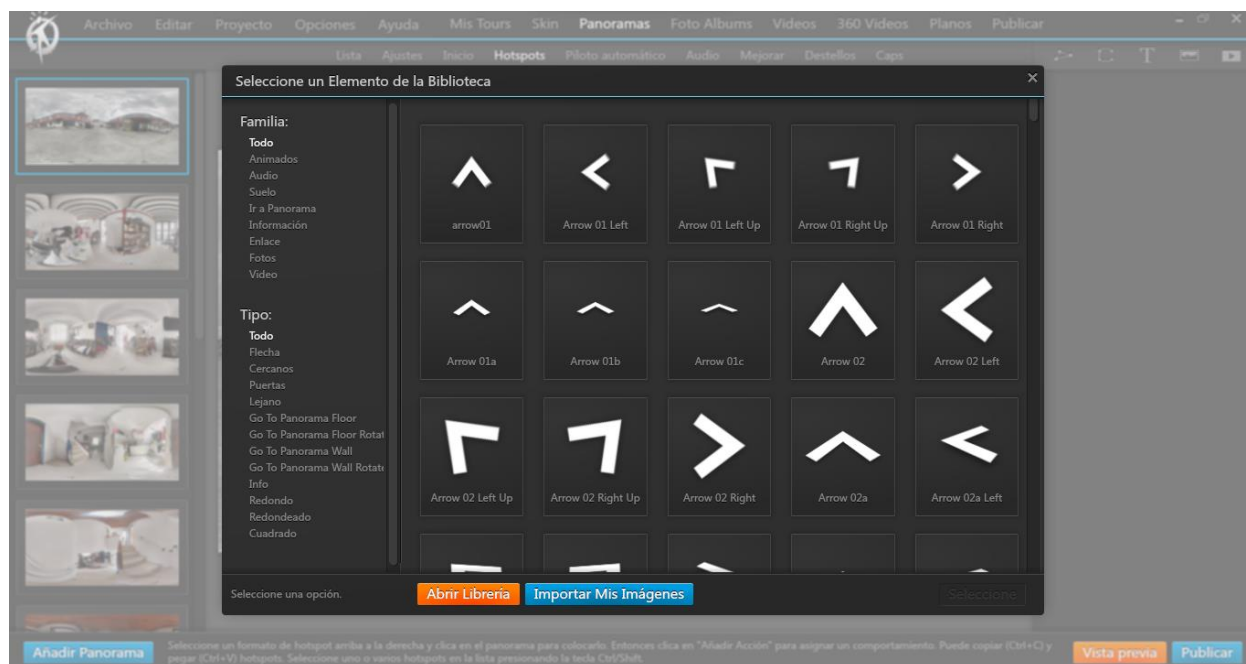 Archivo Editar Proyecto Opciones Ayuda Mis Tours Skin Panoramas Foto Albums Videos 360 Videos Planos Publicar
Lista Ajustes Inicio Hotspots Piloto automático Audio Mejorar Destellos Caps
Seleccione un Elemento de la Biblioteca
Familia:
Todo
Animados
Audio
Suelo
Ir a Panorama
Información
Enlace
Fotos
Video
Tipo:
Todo
Flecha
Cercanos
Puertas
Lejano
Go To Panorama Floor
Go To Panorama Floor Rotat
Go To Panorama Wall
Go To Panorama Wall Rotate
Info
Redondo
Redondeado
Cuadrado
arrow01 Arrow 01 Left Arrow 01 Left Up Arrow 01 Right Up Arrow 01 Right
Arrow 01a Arrow 01b Arrow 01c Arrow 02 Arrow 02 Left
Arrow 02 Left Up Arrow 02 Right Up Arrow 02 Right Arrow 02a Arrow 02a Left
Seleccione una opción.
Abrir Librería Importar Mis Imágenes Seleccione
Añadir Panorama
Seleccione un formato de hotspot arriba a la derecha y clica en el panorama para colocarlo. Entonces clica en "Añadir Acción" para asignar un comportamiento. Puede copiar (Ctrl+C) y
pegar (Ctrl+V) hotspots. Seleccione uno o varios hotspots en la lista presionando la tecla Ctrl/Shift.
Vista previa Publicar